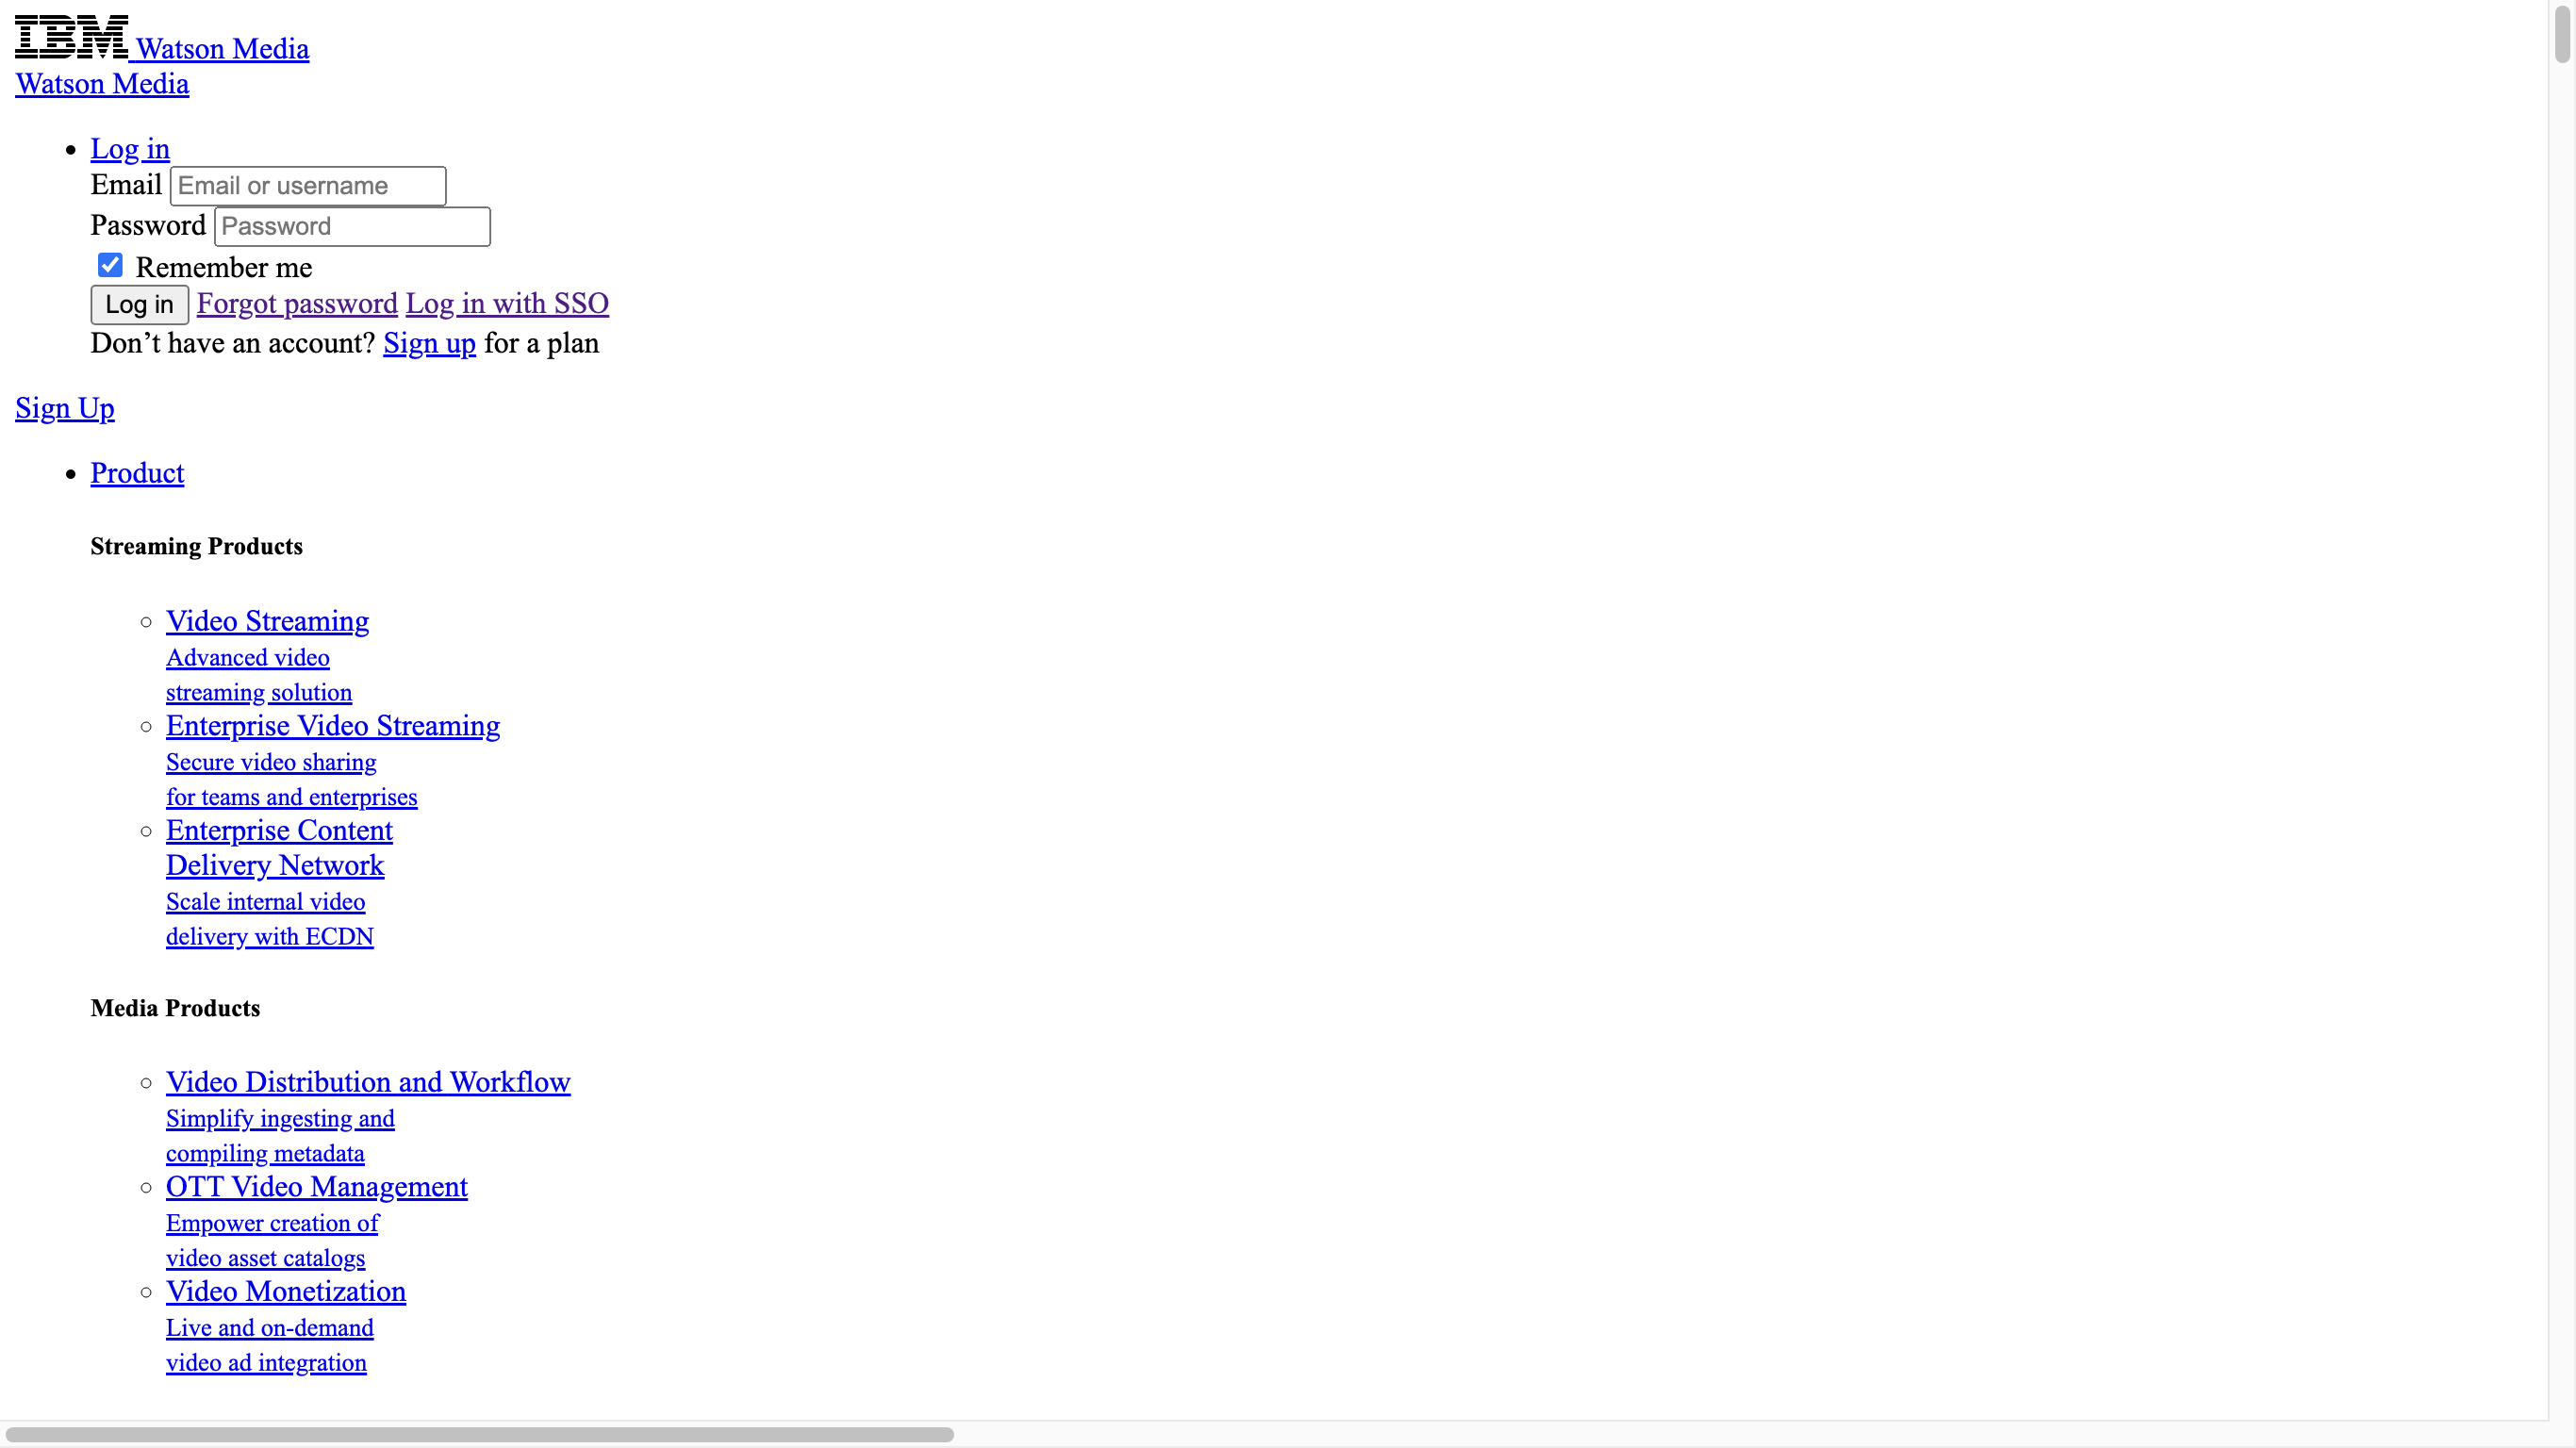 IBM Watson Media
Watson Media
Log in
Email Email or username
Password Password
Remember me
Log in Forgot password Log in with SSO
Don’t have an account? Sign up for a plan
Sign Up
Product
Streaming Products
Video Streaming
Advanced video
streaming solution
Enterprise Video Streaming
Secure video sharing
for teams and enterprises
Enterprise Content
Delivery Network
Scale internal video
delivery with ECDN
Media Products
Video Distribution and Workflow
Simplify ingesting and
compiling metadata
OTT Video Management
Empower creation of
video asset catalogs
Video Monetization
Live and on-demand
video ad integration